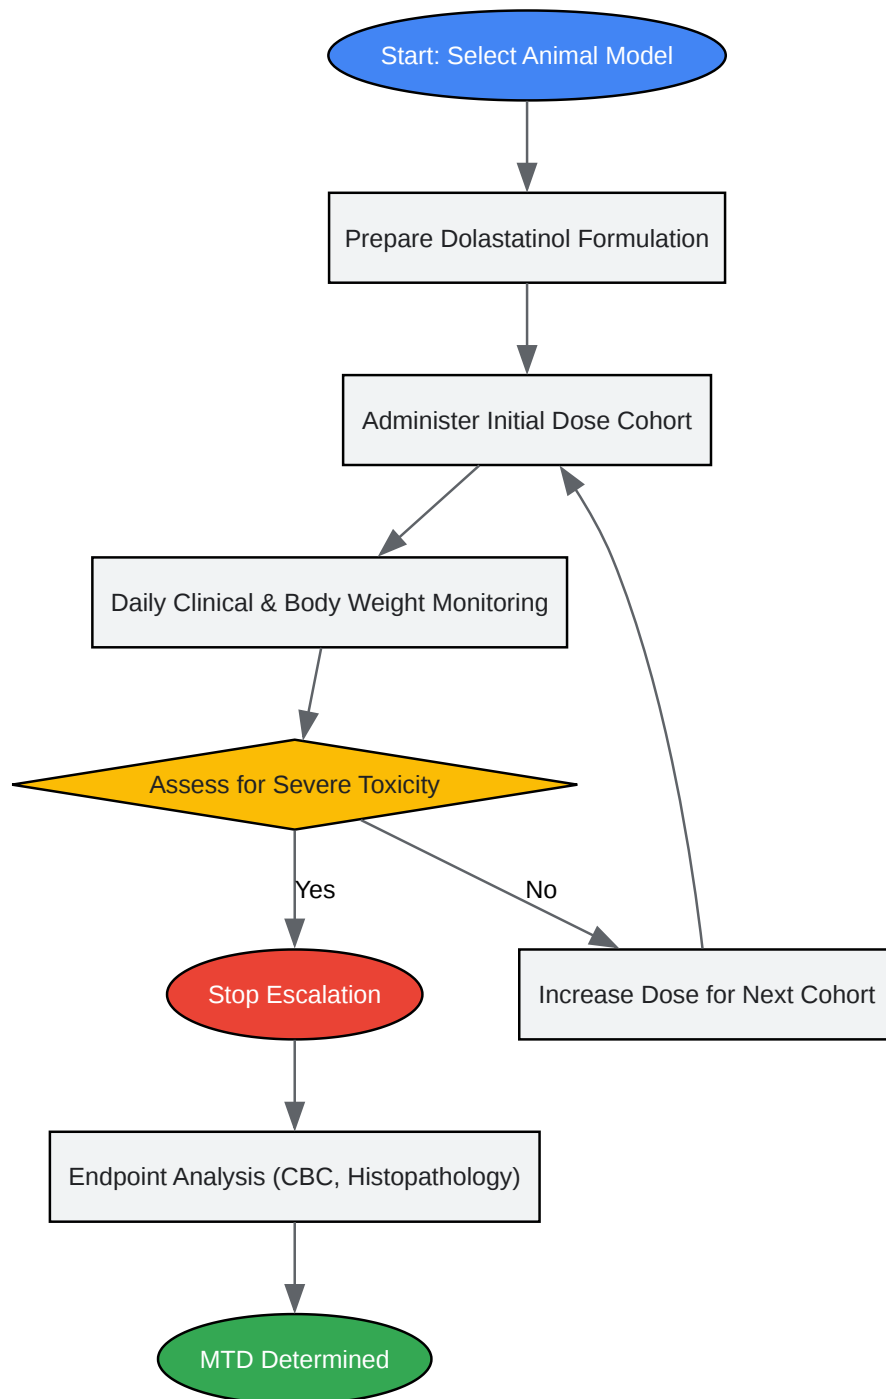 Start: Select Animal Model
Prepare Dolastatinol Formulation
Administer Initial Dose Cohort
Daily Clinical & Body Weight Monitoring
Assess for Severe Toxicity
Yes
No
Stop Escalation
Increase Dose for Next Cohort
Endpoint Analysis (CBC, Histopathology)
MTD Determined